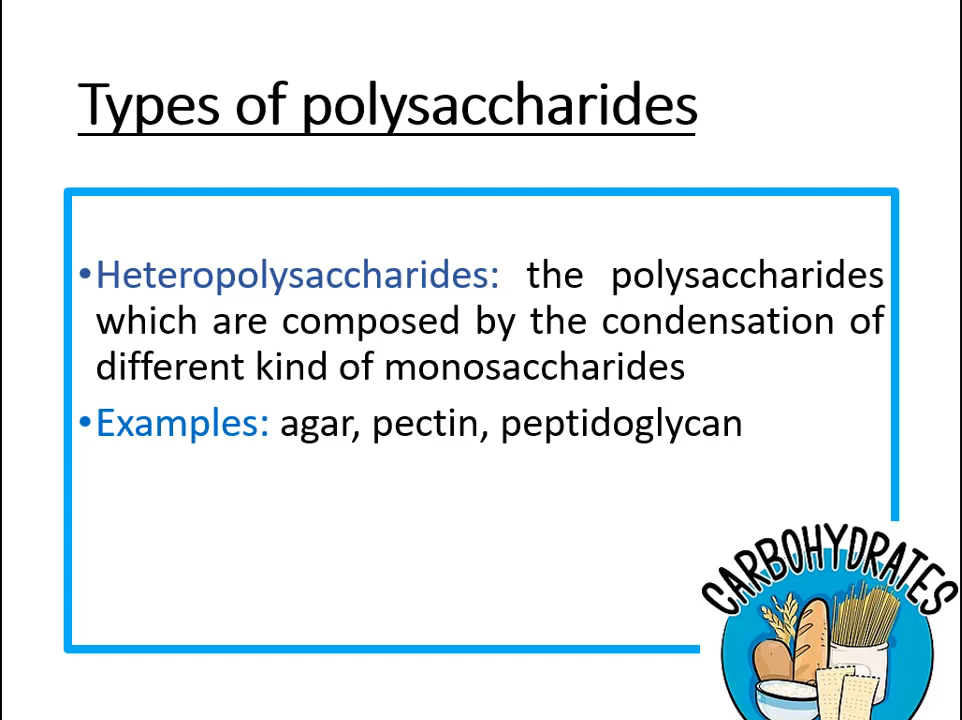 Types of polysaccharides
•Heteropolysaccharides: the polysaccharides
which are composed by the condensation of
different kind of monosaccharides
•Examples: agar, pectin, peptidoglycan
CARBOHYDRATES